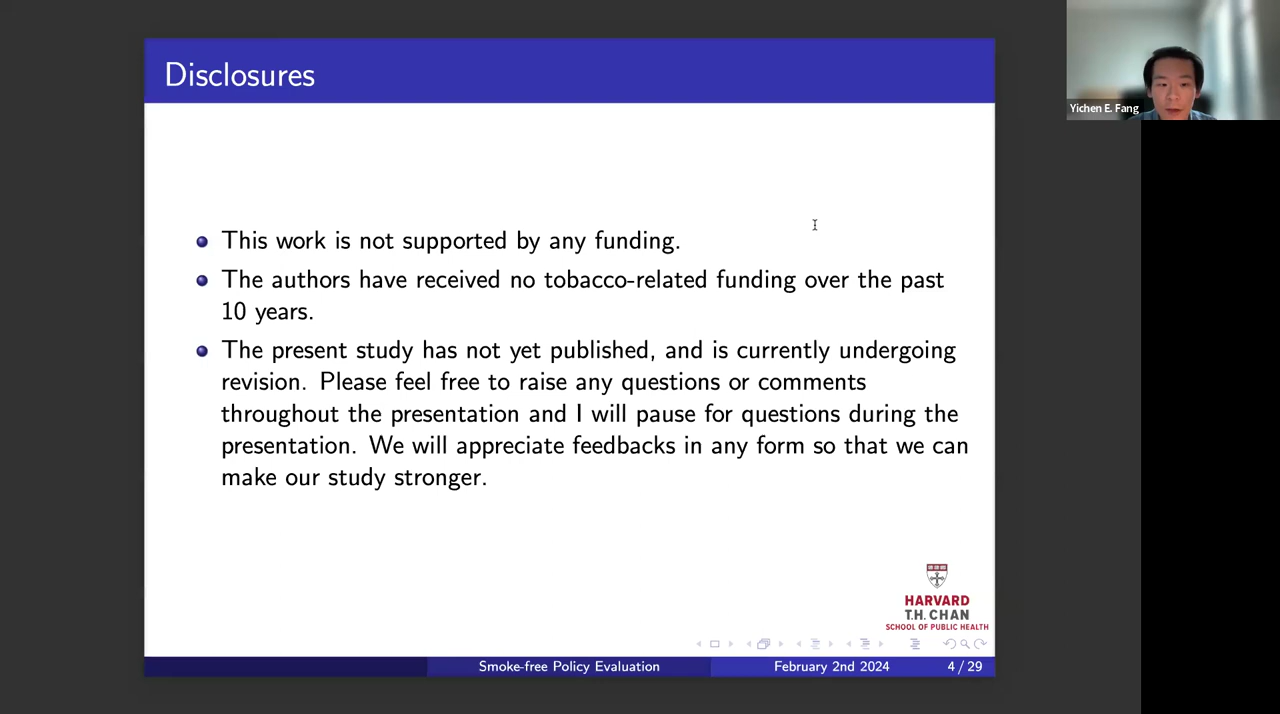 Disclosures
Yichen E. Fang
This work is not supported by any funding.
The authors have received no tobacco-related funding over the past
10 years.
The present study has not yet published, and is currently undergoing
revision. Please feel free to raise any questions or comments
throughout the presentation and I will pause for questions during the
presentation. We will appreciate feedbacks in any form so that we can
make our study stronger.
HARVARD
T.H. CHAN
SCHOOL OF PUBLIC HEALTH
Smoke-free Policy Evaluation
February 2nd 2024
4 / 29